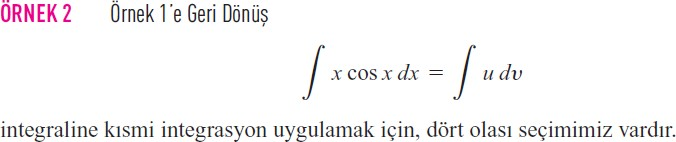 ÖRNEK 2 Örnek 1'e Geri Dönüş
∫ x cos x dx = ∫ u dv
integraline kısmi integrasyon uygulamak için, dört olası seçimimiz vardır.